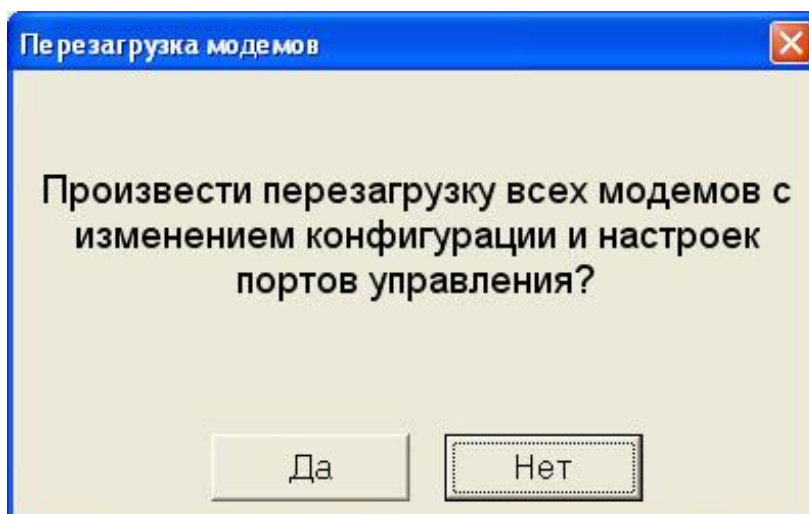 Перезагрузка модемов
Произвести перезагрузку всех модемов с
изменением конфигурации и настроек
портов управления?
Да
Нет